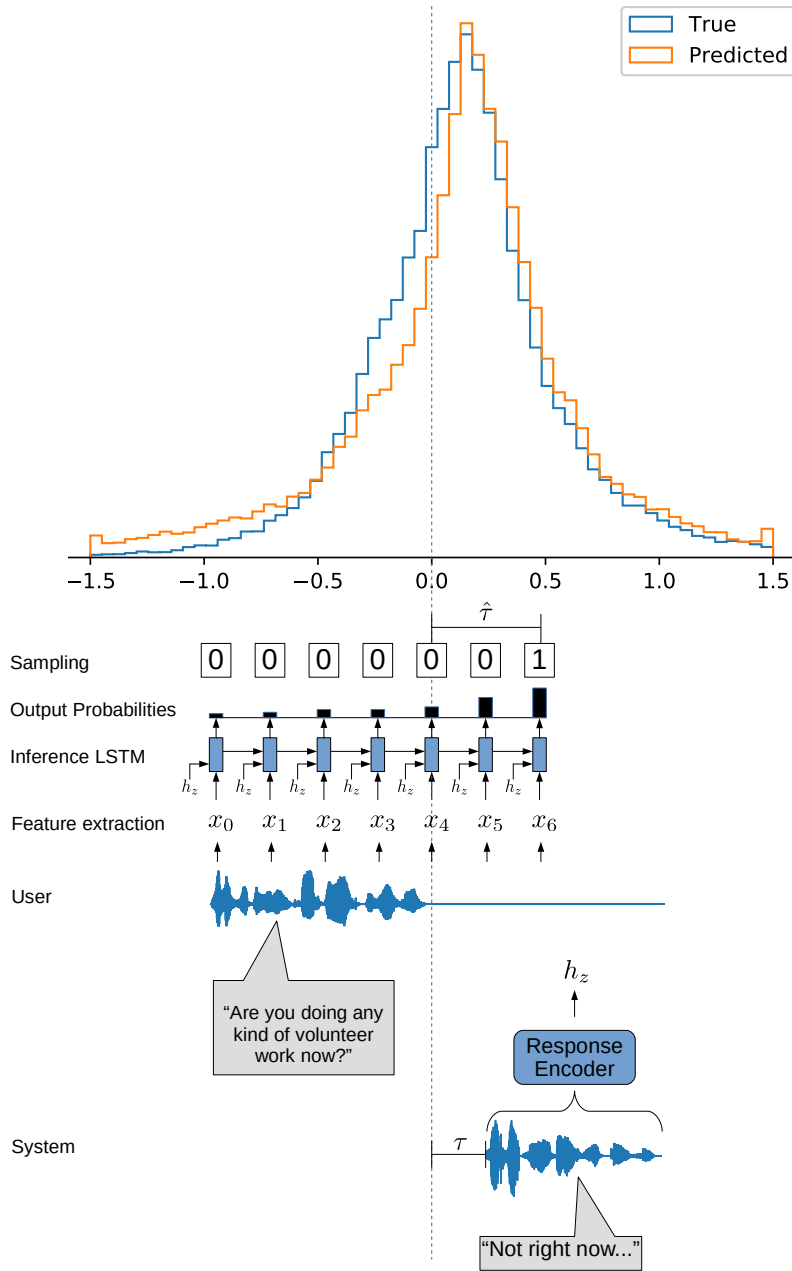 True
Predicted
−1.5 −1.0 −0.5 0.0 0.5 1.0 1.5
τ̂
Sampling 0 0 0 0 0 0 1
Output Probabilities
Inference LSTM
h_z h_z h_z h_z h_z h_z h_z
Feature extraction x_0 x_1 x_2 x_3 x_4 x_5 x_6
User
“Are you doing any
kind of volunteer
work now?”
h_z
Response
Encoder
System
τ
“Not right now...”